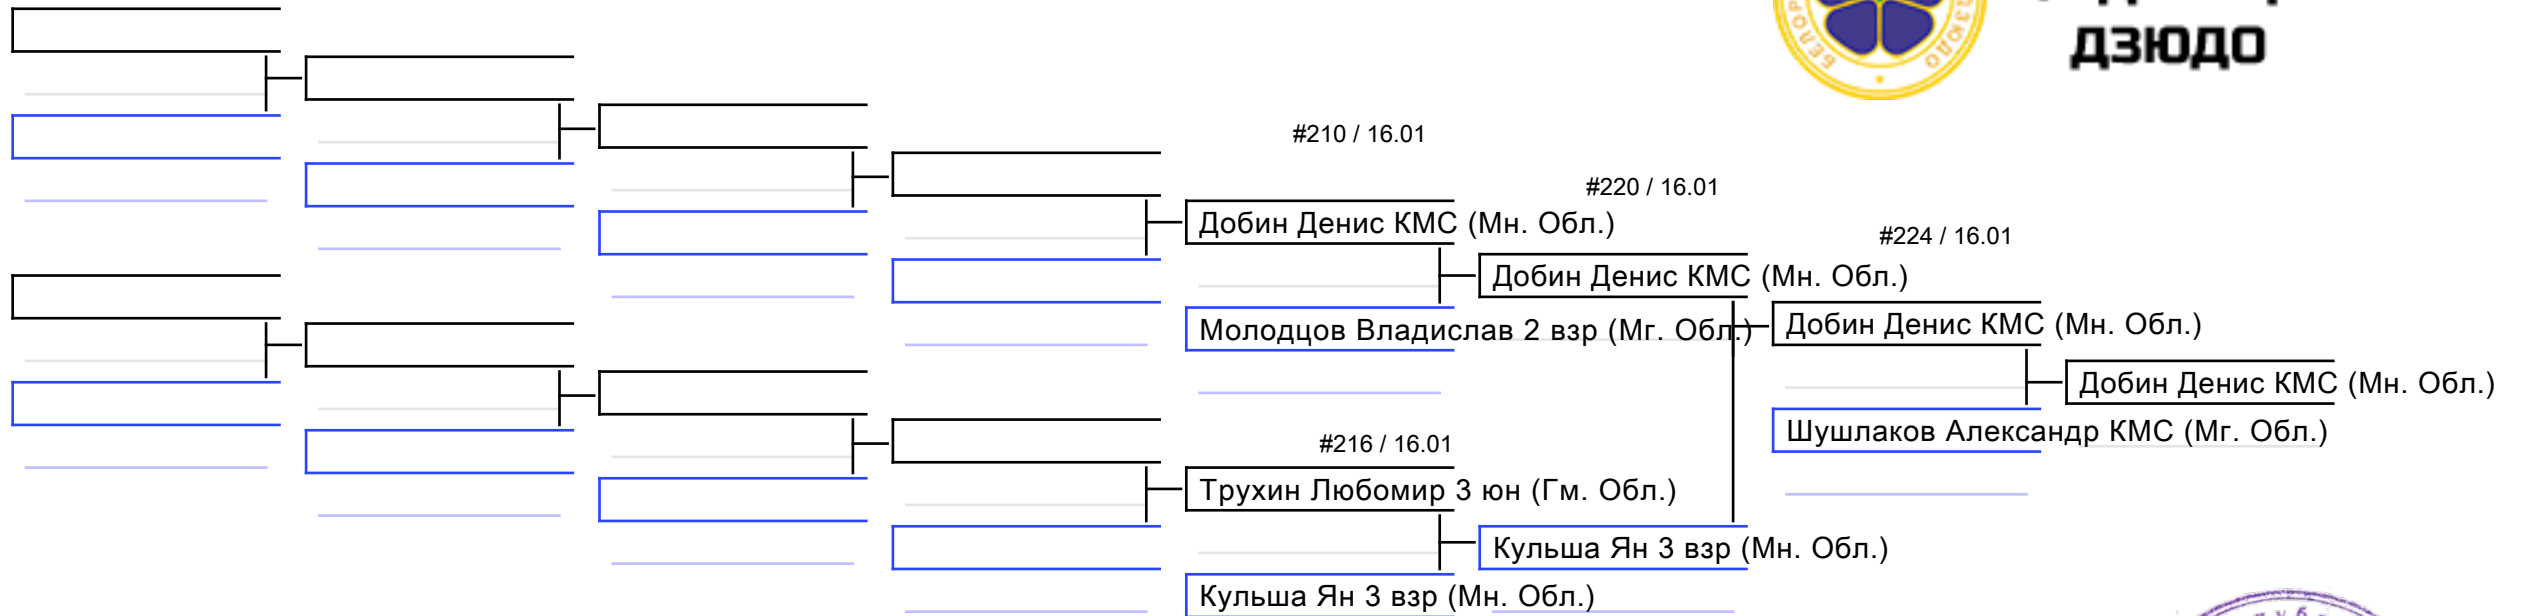 ДЗЮДО
#210 / 16.01
#220 / 16.01
Добин Денис КМС (Мн. Обл.)
#224 / 16.01
Добин Денис КМС (Мн. Обл.)
Молодцов Владислав 2 взр (Мг. Обл.)
Добин Денис КМС (Мн. Обл.)
Добин Денис КМС (Мн. Обл.)
Шушлаков Александр КМС (Мг. Обл.)
#216 / 16.01
Трухин Любомир 3 юн (Гм. Обл.)
Кульша Ян 3 взр (Мн. Обл.)
Кульша Ян 3 взр (Мн. Обл.)